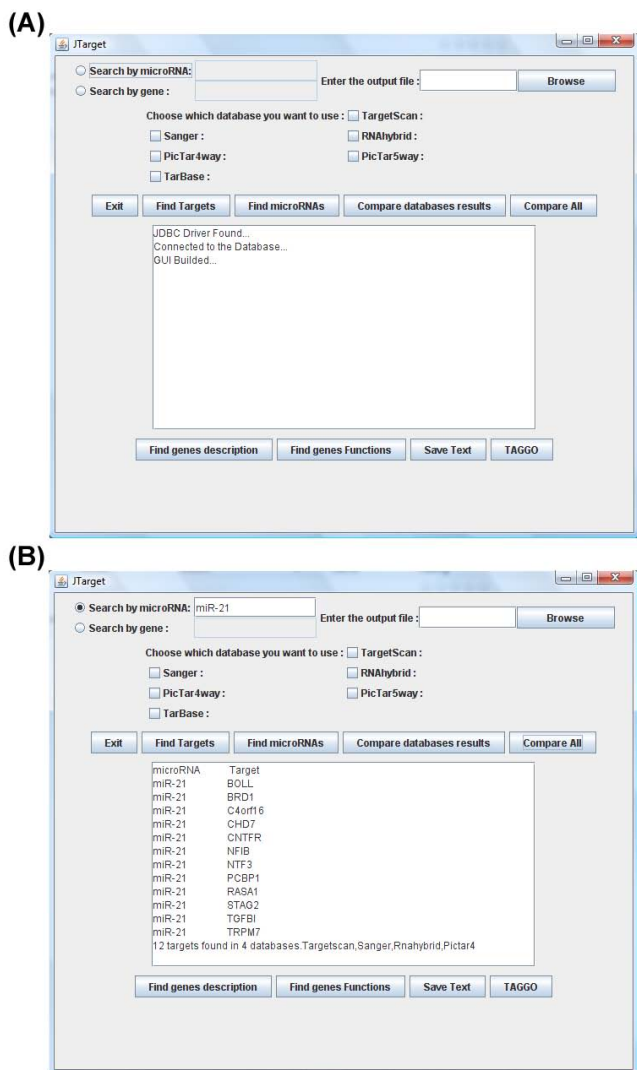 (A)
JTarget
Search by microRNA:
Enter the output file :
Browse
Search by gene :
Choose which database you want to use :
TargetScan :
Sanger :
RNAhybrid :
PicTar4way :
PicTar5way :
TarBase :
Exit
Find Targets
Find microRNAs
Compare databases results
Compare All
JDBC Driver Found...
Connected to the Database...
GUI Builded...
Find genes description
Find genes Functions
Save Text
TAGGO
(B)
JTarget
Search by microRNA: miR-21
Enter the output file :
Browse
Search by gene :
Choose which database you want to use :
TargetScan :
Sanger :
RNAhybrid :
PicTar4way :
PicTar5way :
TarBase :
Exit
Find Targets
Find microRNAs
Compare databases results
Compare All
microRNA Target
miR-21 BOLL
miR-21 BRD1
miR-21 C4orf16
miR-21 CHD7
miR-21 CNTFR
miR-21 NFIB
miR-21 NTF3
miR-21 PCBP1
miR-21 RASA1
miR-21 STAG2
miR-21 TGFBI
miR-21 TRPM7
12 targets found in 4 databases.Targetscan,Sanger,Rnahybrid,Pictar4
Find genes description
Find genes Functions
Save Text
TAGGO